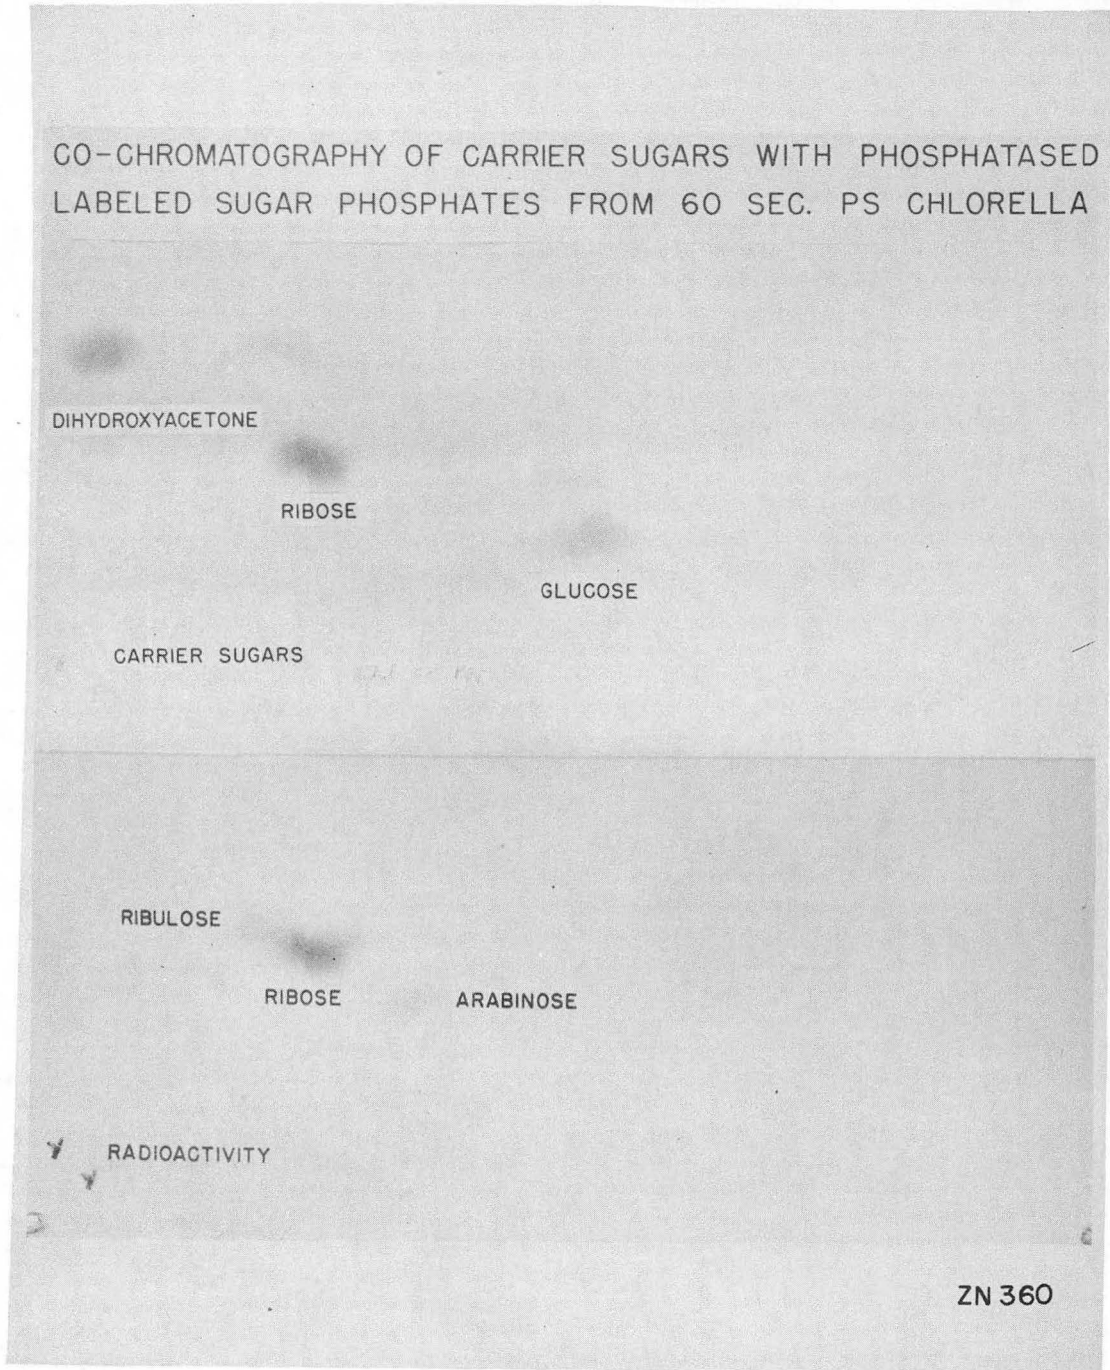 CO-CHROMATOGRAPHY OF CARRIER SUGARS WITH PHOSPHATASED
LABELED SUGAR PHOSPHATES FROM 60 SEC. PS CHLORELLA
DIHYDROXYACETONE
RIBOSE
GLUCOSE
CARRIER SUGARS
RIBULOSE
RIBOSE ARABINOSE
RADIOACTIVITY
ZN 360